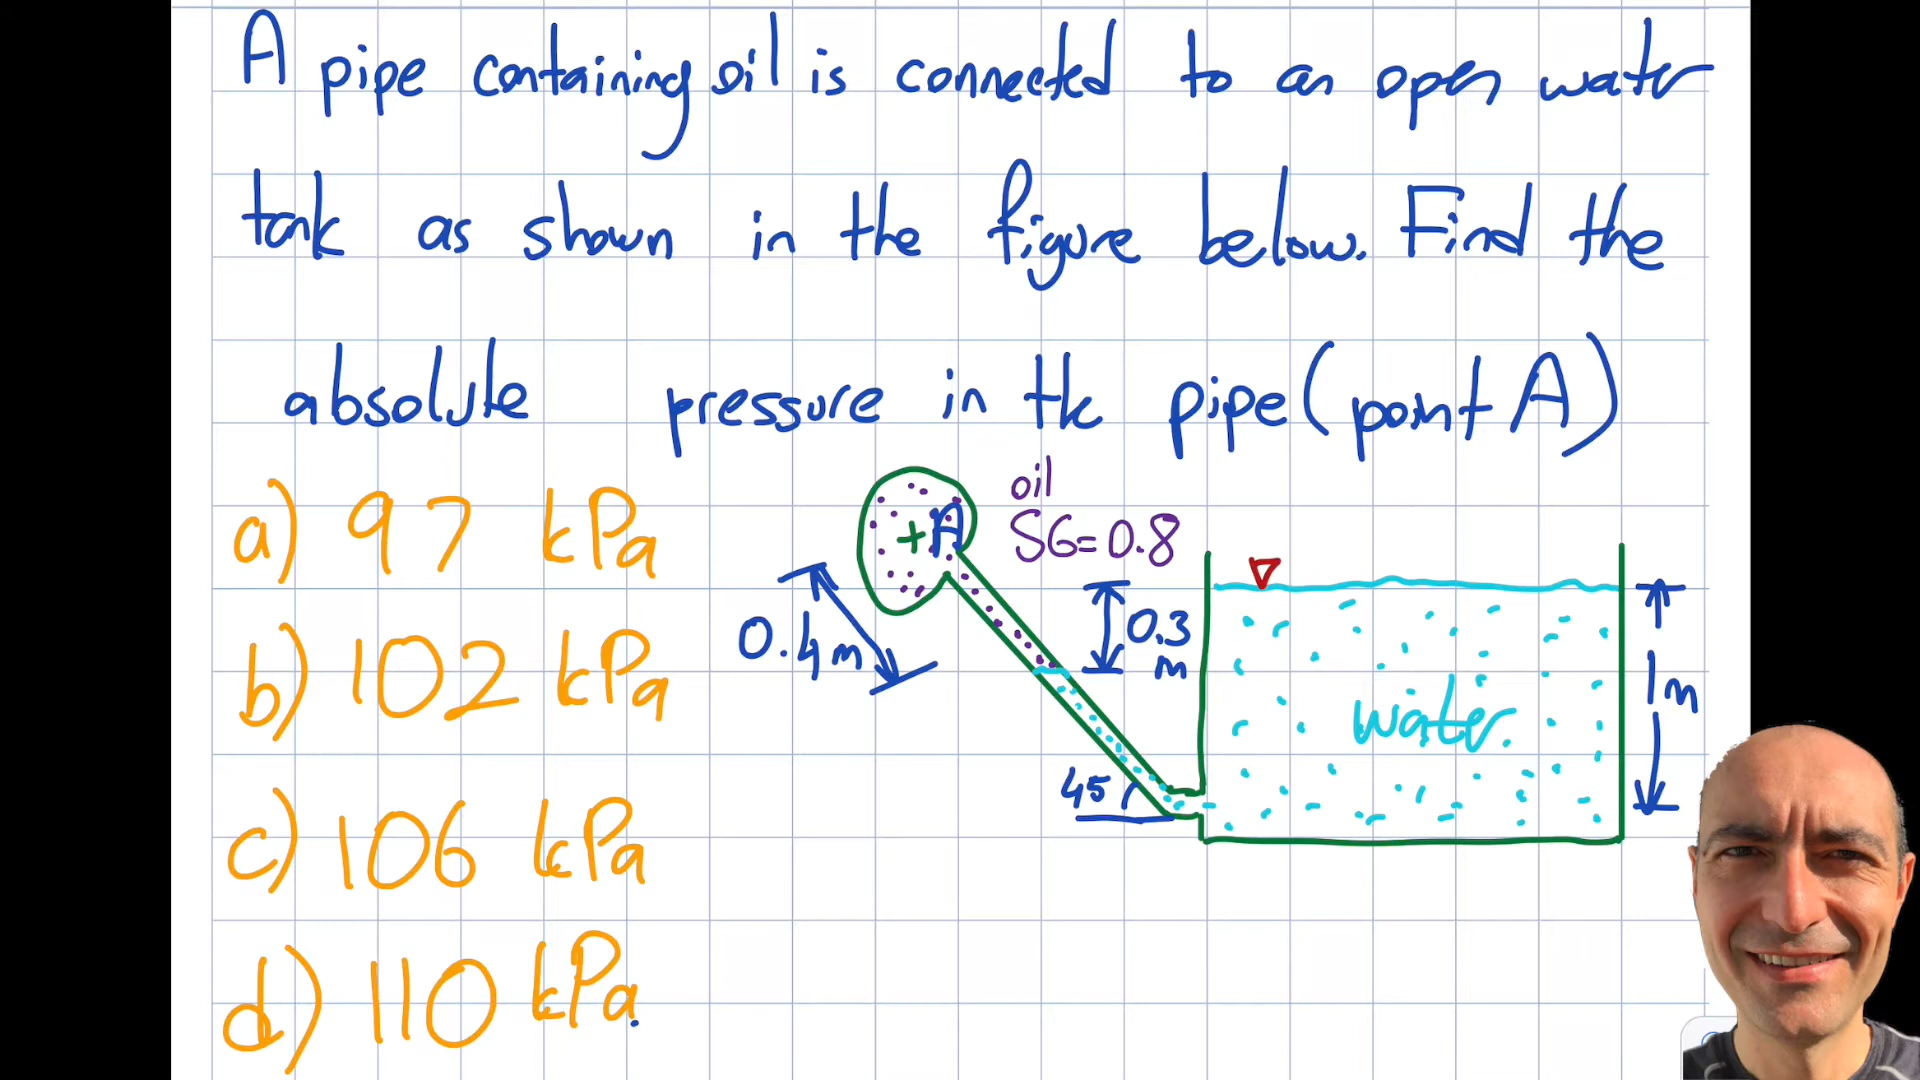 A pipe containing oil is connected to an open water
tank as shown in the figure below. Find the
absolute pressure in the pipe (point A)
a) 97 kPa
b) 102 kPa
c) 106 kPa
d) 110 kPa
oil
SG=0.8
+A
0.4m
0.3
m
45
water
1m